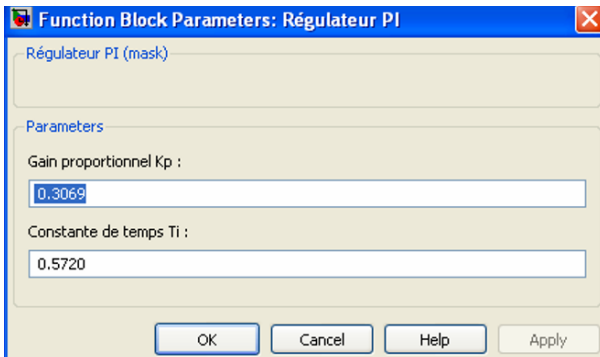 Function Block Parameters: Régulateur PI
Régulateur PI (mask)
Parameters
Gain proportionnel Kp :
0.3069
Constante de temps Ti :
0.5720
OK Cancel Help Apply